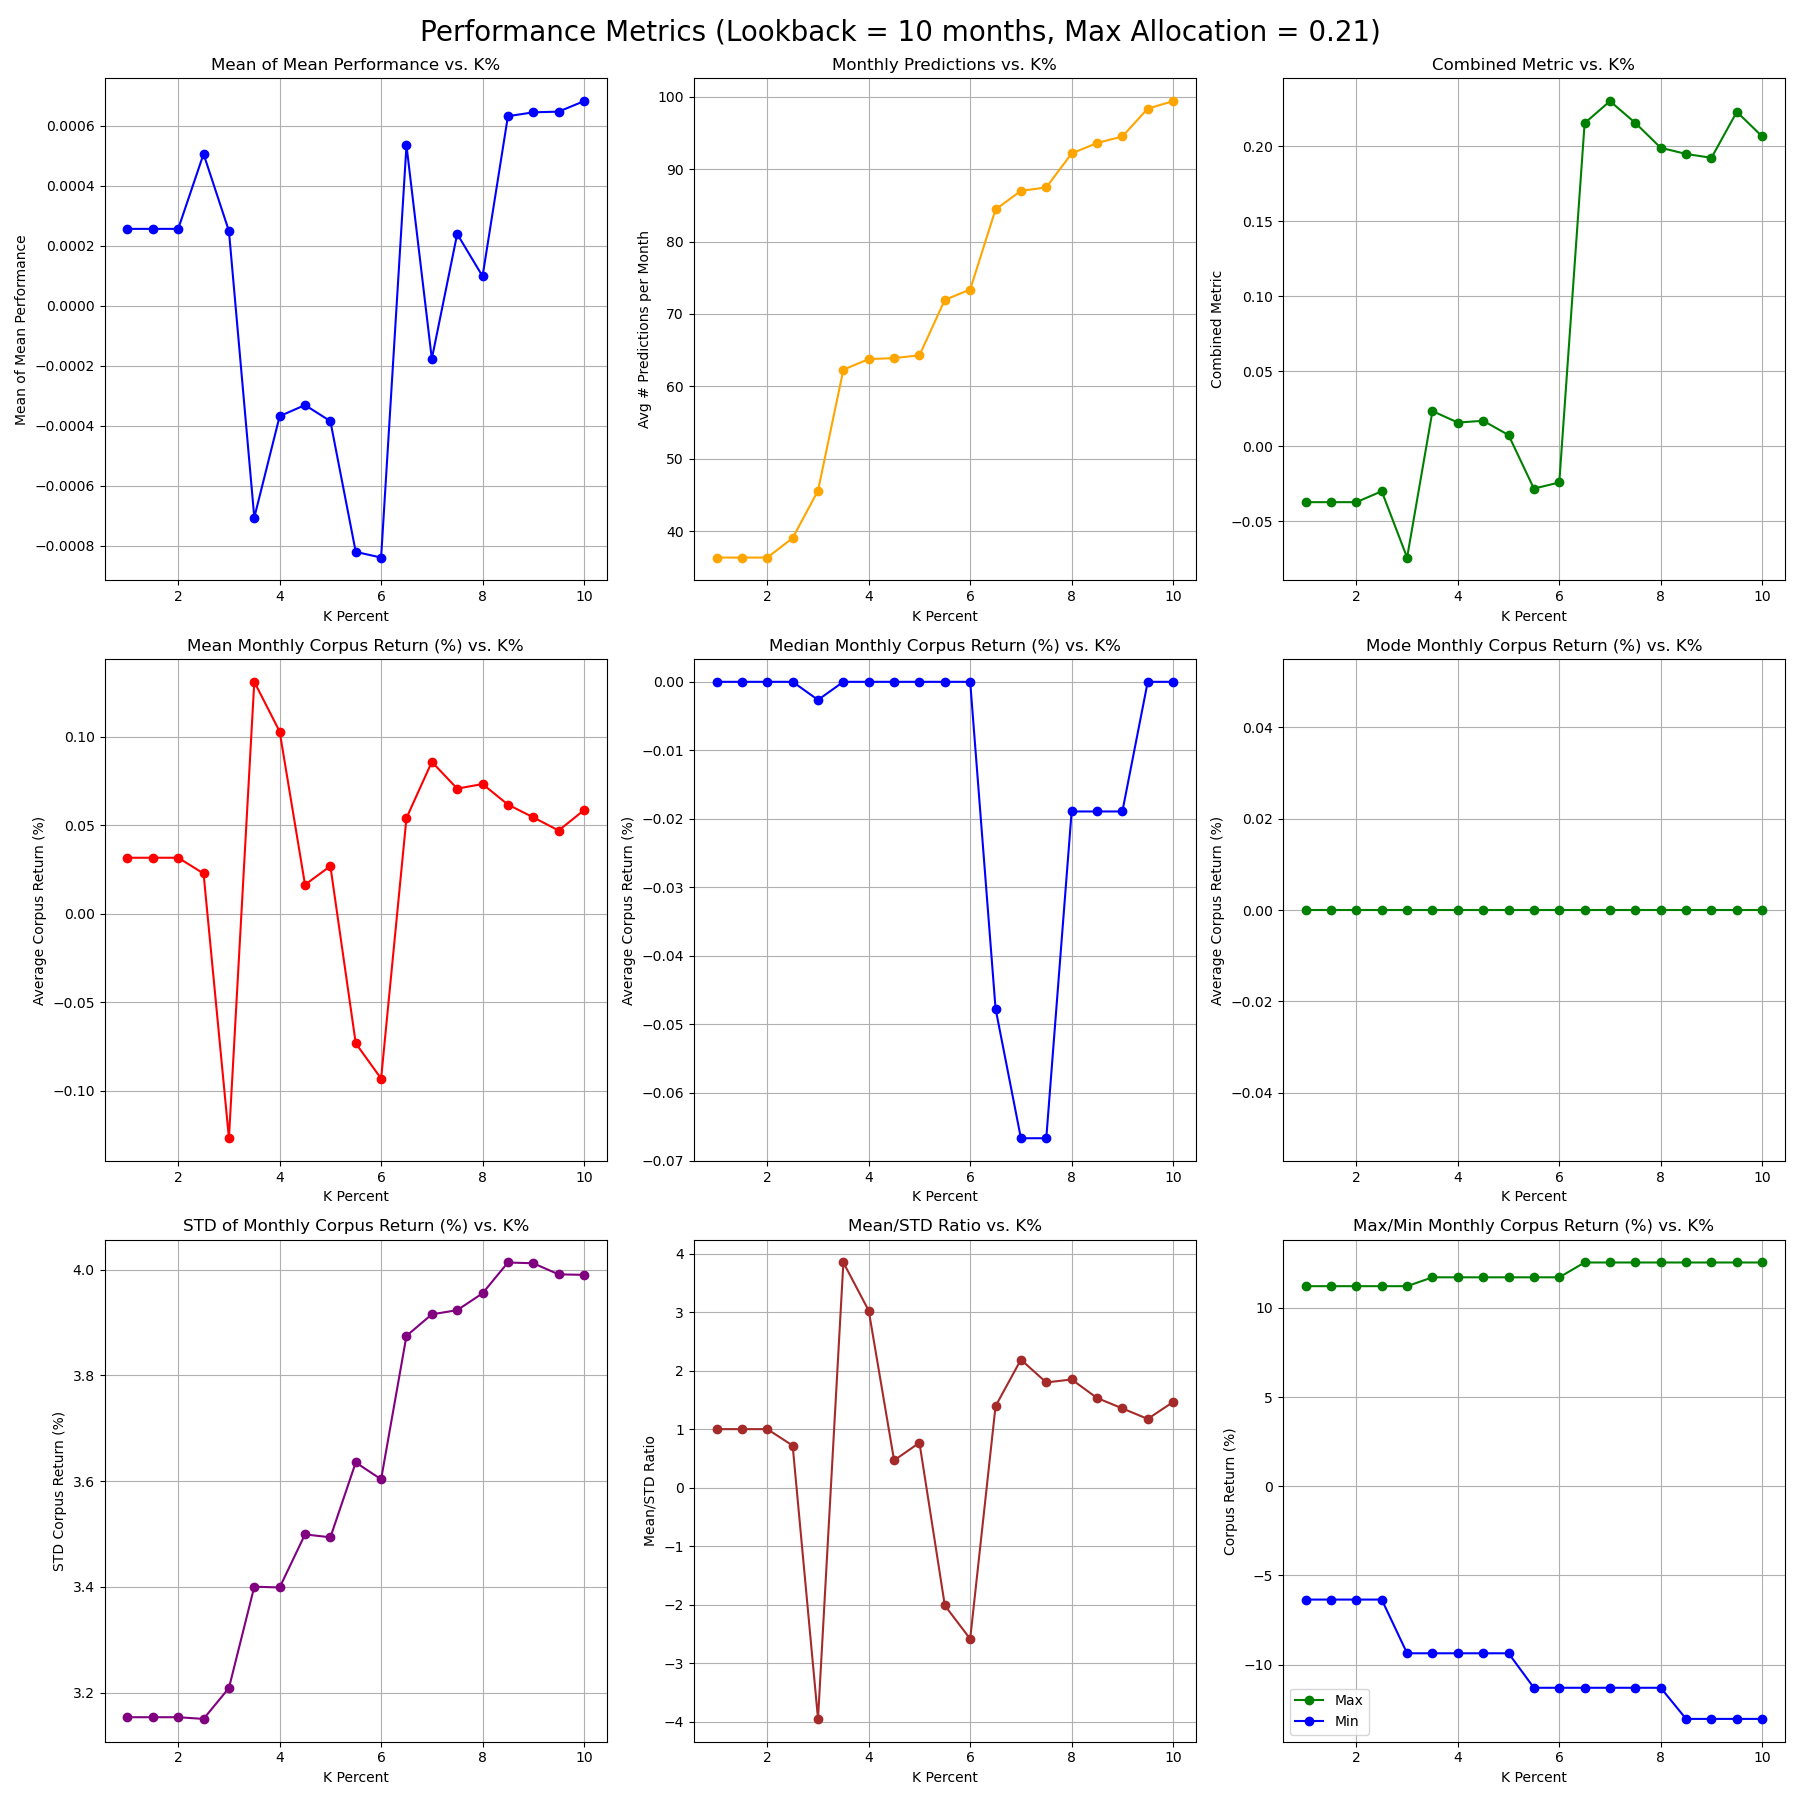 Performance Metrics (Lookback = 10 months, Max Allocation = 0.21)
Mean of Mean Performance vs. K%
Mean of Mean Performance
0.0006
0.0004
0.0002
0.0000
−0.0002
−0.0004
−0.0006
−0.0008
2 4 6 8 10
K Percent
Monthly Predictions vs. K%
Avg # Predictions per Month
100
90
80
70
60
50
40
2 4 6 8 10
K Percent
Combined Metric vs. K%
Combined Metric
0.20
0.15
0.10
0.05
0.00
−0.05
2 4 6 8 10
K Percent
Mean Monthly Corpus Return (%) vs. K%
Average Corpus Return (%)
0.10
0.05
0.00
−0.05
−0.10
2 4 6 8 10
K Percent
Median Monthly Corpus Return (%) vs. K%
Average Corpus Return (%)
0.00
−0.01
−0.02
−0.03
−0.04
−0.05
−0.06
−0.07
2 4 6 8 10
K Percent
Mode Monthly Corpus Return (%) vs. K%
Average Corpus Return (%)
0.04
0.02
0.00
−0.02
−0.04
2 4 6 8 10
K Percent
STD of Monthly Corpus Return (%) vs. K%
STD Corpus Return (%)
4.0
3.8
3.6
3.4
3.2
2 4 6 8 10
K Percent
Mean/STD Ratio vs. K%
Mean/STD Ratio
4
3
2
1
0
−1
−2
−3
−4
2 4 6 8 10
K Percent
Max/Min Monthly Corpus Return (%) vs. K%
Corpus Return (%)
10
5
0
−5
−10
Max
Min
2 4 6 8 10
K Percent